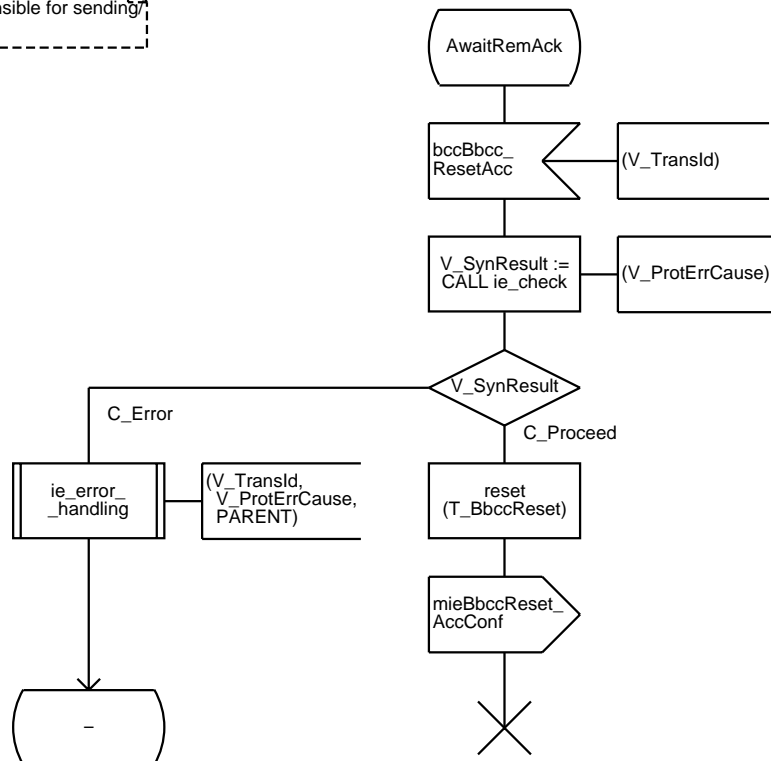 for sending/
AwaitRemAck
bccBbcc_
ResetAcc
(V_TransId)
V_SynResult :=
CALL ie_check
(V_ProtErrCause)
V_SynResult
C_Error
C_Proceed
ie_error_
_handling
(V_TransId,
V_ProtErrCause,
PARENT)
reset
(T_BbccReset)
mieBbccReset_
AccConf
–